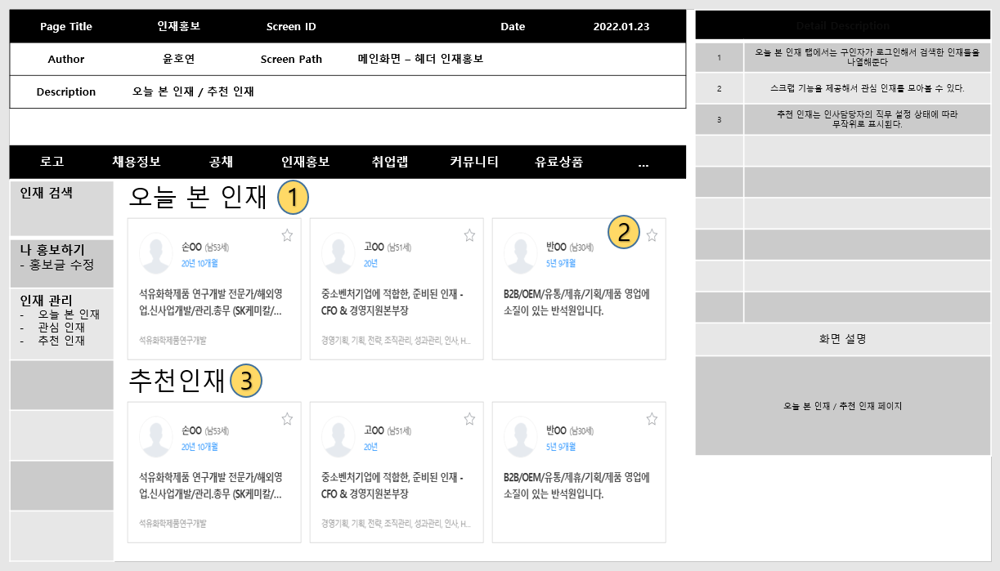 Page Title 인재홍보 Screen ID Date 2022.01.23
Author 윤호연 Screen Path 메인화면 – 헤더 인재홍보
Description 오늘 본 인재 / 추천 인재
로고 채용정보 공채 인재홍보 취업랩 커뮤니티 유료상품 ...
인재 검색
나 홍보하기
- 홍보글 수정
인재 관리
- 오늘 본 인재
- 관심 인재
- 추천 인재
오늘 본 인재 1
손OO (남53세)
20년 10개월
석유화학제품 연구개발 전문가/해외영
업.신사업개발/관리.총무 (SK케미칼/...
석유화학제품연구개발
고OO (남51세)
20년
중소벤처기업에 적합한, 준비된 인재 -
CFO & 경영지원본부장
경영기획, 기획, 전략, 조직관리, 성과관리, 인사, H...
2
반OO (남30세)
5년 9개월
B2B/OEM/유통/제휴/기획/제품 영업에
소질이 있는 반석원입니다.
추천인재 3
손OO (남53세)
20년 10개월
석유화학제품 연구개발 전문가/해외영
업.신사업개발/관리.총무 (SK케미칼/...
석유화학제품연구개발
고OO (남51세)
20년
중소벤처기업에 적합한, 준비된 인재 -
CFO & 경영지원본부장
경영기획, 기획, 전략, 조직관리, 성과관리, 인사, H...
반OO (남30세)
5년 9개월
B2B/OEM/유통/제휴/기획/제품 영업에
소질이 있는 반석원입니다.
Detail Description
1 오늘 본 인재 탭에서는 구인자가 로그인해서 검색한 인재들을
나열해준다
2 스크랩 기능을 제공해서 관심 인재를 모아볼 수 있다.
3 추천 인재는 인사담당자의 직무 설정 상태에 따라
무작위로 표시된다.
화면 설명
오늘 본 인재 / 추천 인재 페이지